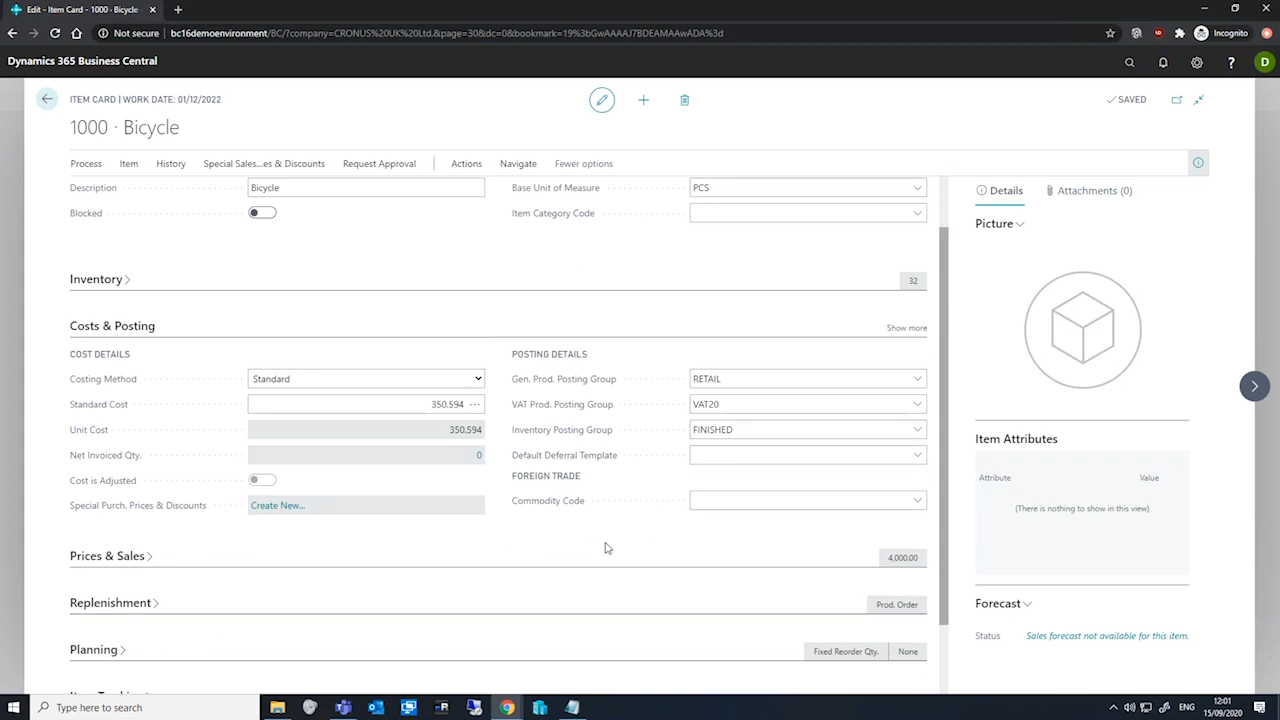 Edit - Item Card - 1000 · Bicycle
bc16demoenvironment/BC/?company=CRONUS%20UK%20Ltd.&page=30&dc=0&bookmark=19%3bGwAAAAJ7BDEAMAAwADA%3d
Incognito
Dynamics 365 Business Central
D
ITEM CARD | WORK DATE: 01/12/2022
SAVED
1000 · Bicycle
Process Item History Special Sales...es & Discounts Request Approval Actions Navigate Fewer options
Description Bicycle
Base Unit of Measure PCS
Blocked
Item Category Code
Details Attachments (0)
Picture
Inventory 32
Costs & Posting Show more
COST DETAILS
Costing Method Standard
Standard Cost 350.594 ...
Unit Cost 350.594
Net Invoiced Qty. 0
Cost is Adjusted
Special Purch. Prices & Discounts Create New...
POSTING DETAILS
Gen. Prod. Posting Group RETAIL
VAT Prod. Posting Group VAT20
Inventory Posting Group FINISHED
Default Deferral Template
FOREIGN TRADE
Commodity Code
Item Attributes
Attribute Value
(There is nothing to show in this view)
Prices & Sales 4,000.00
Replenishment Prod. Order
Planning Fixed Reorder Qty. None
Forecast
Status Sales forecast not available for this item.
Type here to search
ENG
12:01
15/09/2020